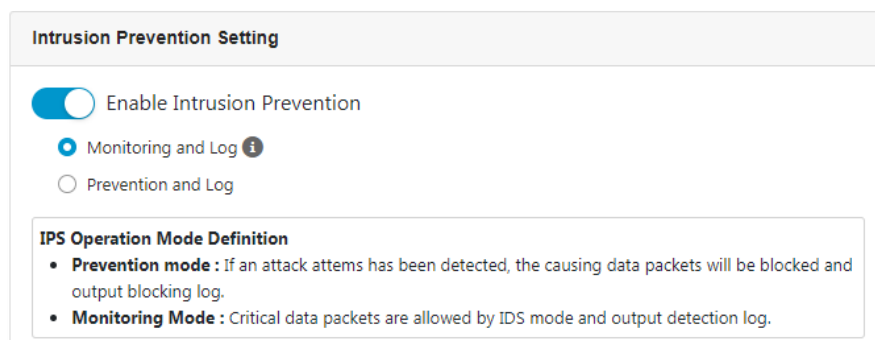 Intrusion Prevention Setting
Enable Intrusion Prevention
Monitoring and Log
Prevention and Log
IPS Operation Mode Definition
• Prevention mode : If an attack attems has been detected, the causing data packets will be blocked and
output blocking log.
• Monitoring Mode : Critical data packets are allowed by IDS mode and output detection log.